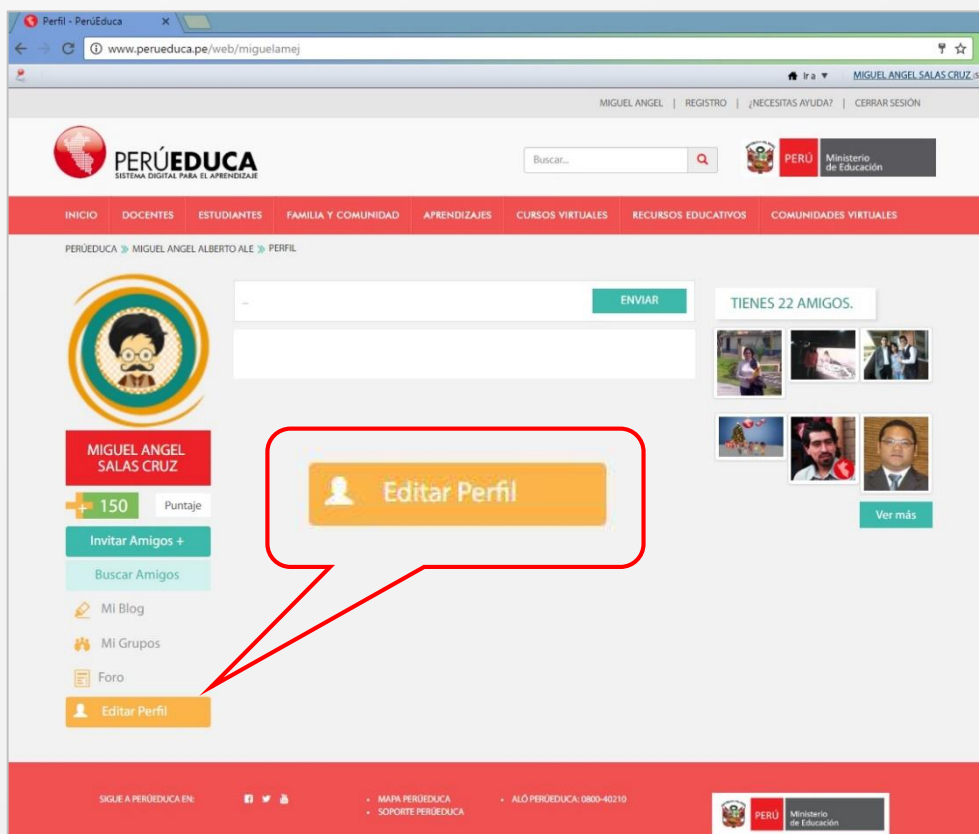 Perfil - PerúEduca
www.perueduca.pe/web/miguelamej
Ir a ▼ MIGUEL ANGEL SALAS CRUZ
MIGUEL ANGEL | REGISTRO | ¿NECESITAS AYUDA? | CERRAR SESIÓN
PERÚEDUCA
SISTEMA DIGITAL PARA EL APRENDIZAJE
Buscar...
PERÚ Ministerio
de Educación
INICIO DOCENTES ESTUDIANTES FAMILIA Y COMUNIDAD APRENDIZAJES CURSOS VIRTUALES RECURSOS EDUCATIVOS COMUNIDADES VIRTUALES
PERÚEDUCA » MIGUEL ANGEL ALBERTO ALE » PERFIL
...
ENVIAR
TIENES 22 AMIGOS.
MIGUEL ANGEL
SALAS CRUZ
+ 150 Puntaje
Invitar Amigos +
Buscar Amigos
Mi Blog
Mi Grupos
Foro
Editar Perfil
Editar Perfil
Ver más
SIGUE A PERÚEDUCA EN:
• MAPA PERÚEDUCA
• SOPORTE PERÚEDUCA
• ALÓ PERÚEDUCA: 0800-40210
PERÚ Ministerio
de Educación